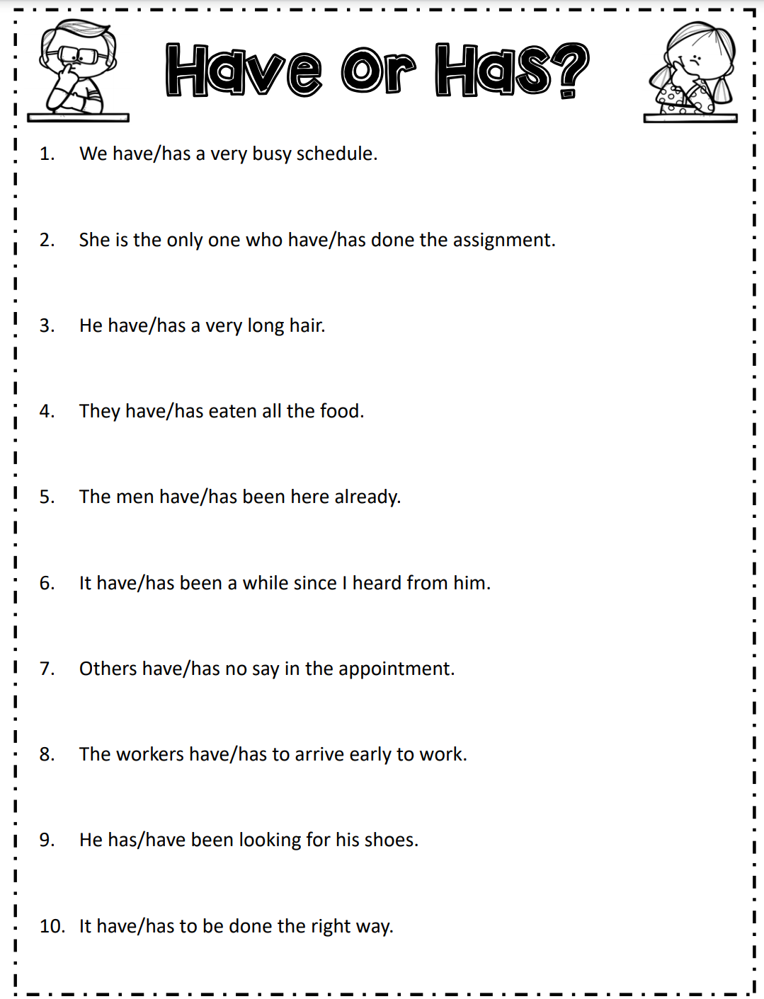 Have or Has?
1. We have/has a very busy schedule.
2. She is the only one who have/has done the assignment.
3. He have/has a very long hair.
4. They have/has eaten all the food.
5. The men have/has been here already.
6. It have/has been a while since I heard from him.
7. Others have/has no say in the appointment.
8. The workers have/has to arrive early to work.
9. He has/have been looking for his shoes.
10. It have/has to be done the right way.